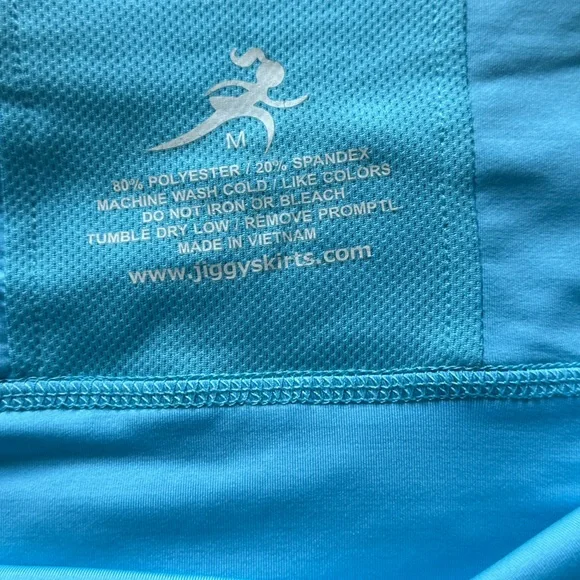 M
80% POLYESTER / 20% SPANDEX
MACHINE WASH COLD / LIKE COLORS
DO NOT IRON OR BLEACH
TUMBLE DRY LOW / REMOVE PROMPTL
MADE IN VIETNAM
www.jiggyskirts.com